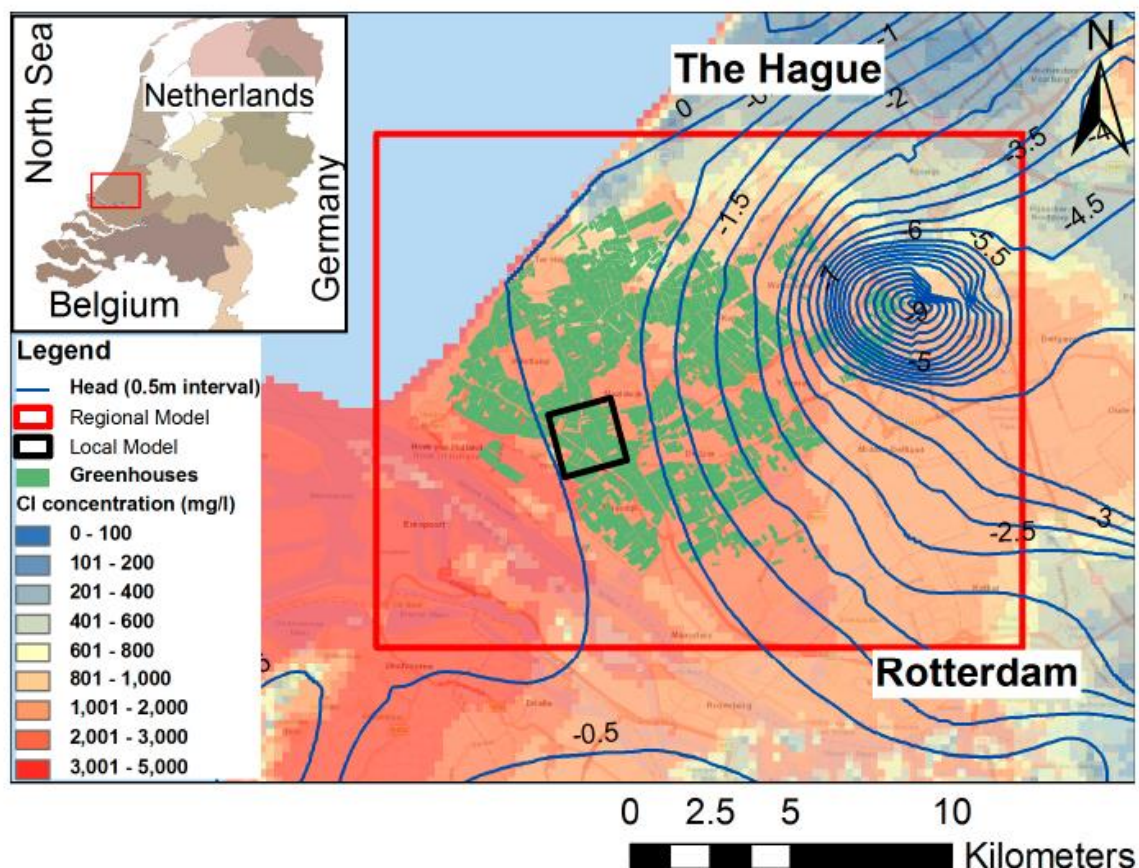 North Sea
Netherlands
Germany
Belgium
The Hague
N
0
-1
-2
-1.5
-3.5
-4
-4.5
6
-5.5
-7
-9
-5
-3
-2.5
-0.5
Rotterdam
Legend
Head (0.5m interval)
Regional Model
Local Model
Greenhouses
Cl concentration (mg/l)
0 - 100
101 - 200
201 - 400
401 - 600
601 - 800
801 - 1,000
1,001 - 2,000
2,001 - 3,000
3,001 - 5,000
0 2.5 5 10
Kilometers